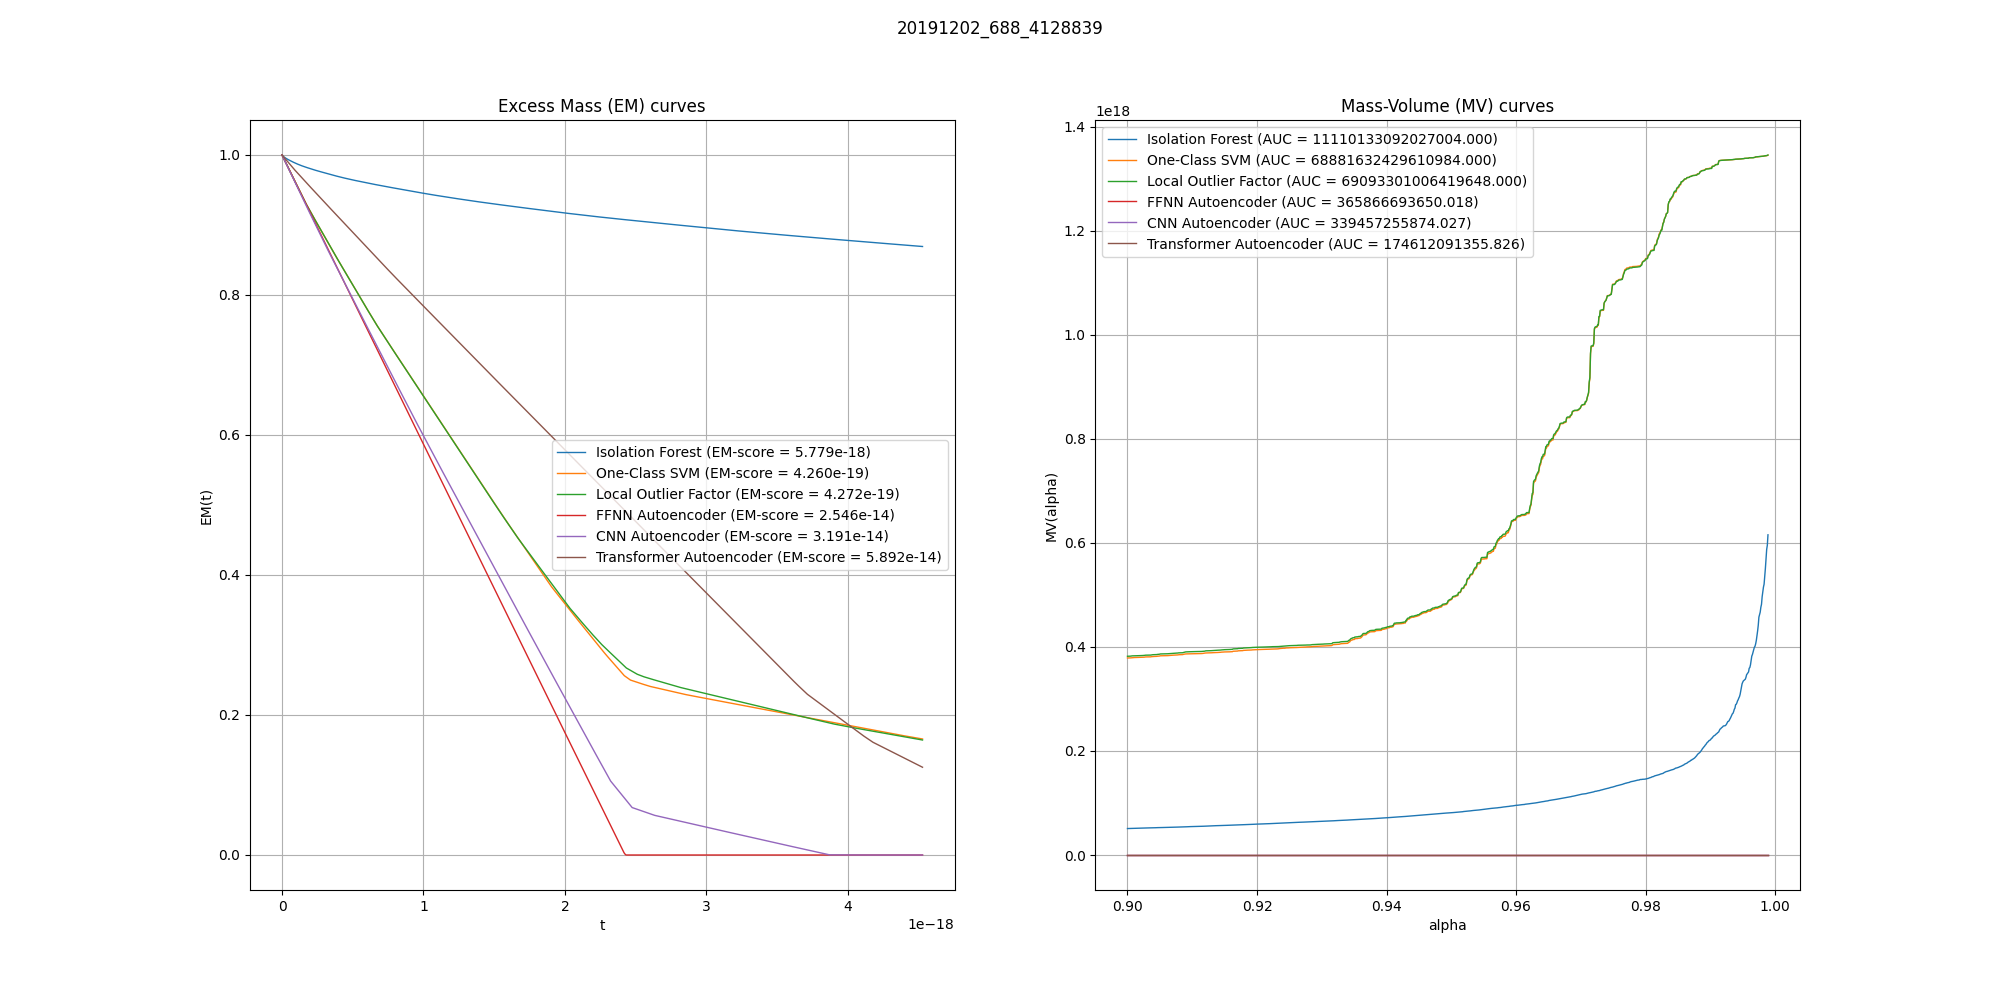 20191202_688_4128839
Excess Mass (EM) curves
EM(t)
1.0
0.8
0.6
0.4
0.2
0.0
Isolation Forest (EM-score = 5.779e-18)
One-Class SVM (EM-score = 4.260e-19)
Local Outlier Factor (EM-score = 4.272e-19)
FFNN Autoencoder (EM-score = 2.546e-14)
CNN Autoencoder (EM-score = 3.191e-14)
Transformer Autoencoder (EM-score = 5.892e-14)
0 1 2 3 4
t
1e−18
Mass-Volume (MV) curves
1e18
MV(alpha)
1.4
1.2
1.0
0.8
0.6
0.4
0.2
0.0
Isolation Forest (AUC = 11110133092027004.000)
One-Class SVM (AUC = 68881632429610984.000)
Local Outlier Factor (AUC = 69093301006419648.000)
FFNN Autoencoder (AUC = 365866693650.018)
CNN Autoencoder (AUC = 339457255874.027)
Transformer Autoencoder (AUC = 174612091355.826)
0.90 0.92 0.94 0.96 0.98 1.00
alpha